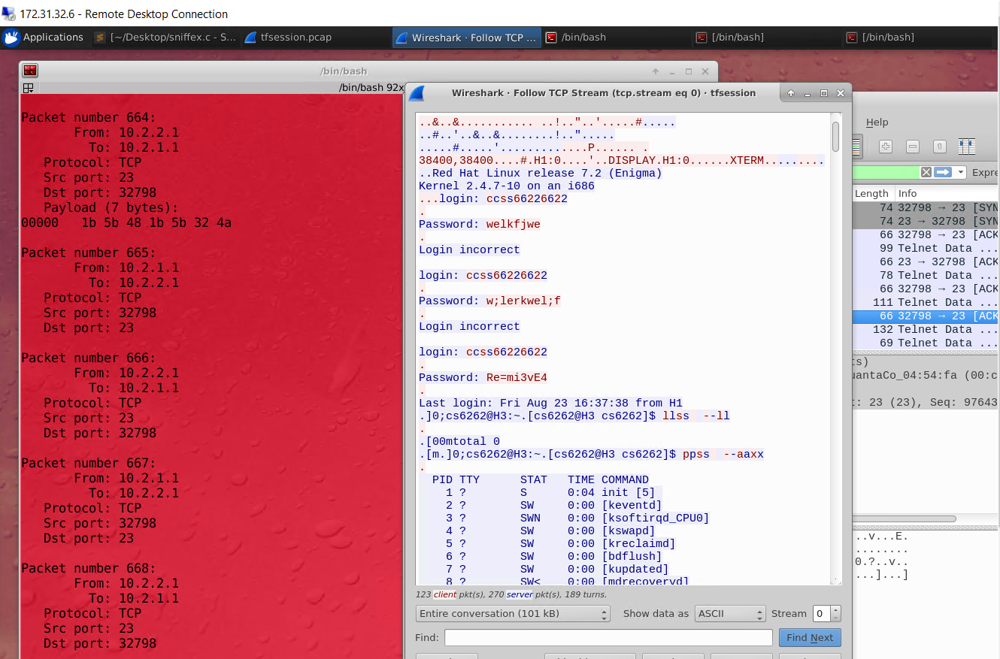 172.31.32.6 - Remote Desktop Connection
Applications
[~/Desktop/sniffex.c - S...
tfsession.pcap
Wireshark · Follow TCP ...
/bin/bash
[/bin/bash]
[/bin/bash]
/bin/bash
/bin/bash 92x
Packet number 664:
From: 10.2.2.1
To: 10.2.1.1
Protocol: TCP
Src port: 23
Dst port: 32798
Payload (7 bytes):
00000   1b 5b 48 1b 5b 32 4a
Packet number 665:
From: 10.2.1.1
To: 10.2.2.1
Protocol: TCP
Src port: 32798
Dst port: 23
Packet number 666:
From: 10.2.2.1
To: 10.2.1.1
Protocol: TCP
Src port: 23
Dst port: 32798
Packet number 667:
From: 10.2.1.1
To: 10.2.2.1
Protocol: TCP
Src port: 32798
Dst port: 23
Packet number 668:
From: 10.2.2.1
To: 10.2.1.1
Protocol: TCP
Src port: 23
Dst port: 32798
Wireshark · Follow TCP Stream (tcp.stream eq 0) · tfsession
..&..&........... ..!.."..'.....#.....
..#..'..&..&........!..".....
.....#.....'.............P...... .
38400,38400....#.H1:0....'..DISPLAY.H1:0......XTERM.........
..Red Hat Linux release 7.2 (Enigma)
Kernel 2.4.7-10 on an i686
...login: ccss66226622
.
Password: welkfjwe
.
Login incorrect
login: ccss66226622
.
Password: w;lerkwel;f
.
Login incorrect
login: ccss66226622
.
Password: Re=mi3vE4
.
Last login: Fri Aug 23 16:37:38 from H1
.]0;cs6262@H3:~.[cs6262@H3 cs6262]$ llss  --ll
.
.[00mtotal 0
.[m.]0;cs6262@H3:~.[cs6262@H3 cs6262]$ ppss  --aaxx
.
PID TTY      STAT   TIME COMMAND
1 ?        S      0:04 init [5]
2 ?        SW     0:00 [keventd]
3 ?        SWN    0:00 [ksoftirqd_CPU0]
4 ?        SW     0:00 [kswapd]
5 ?        SW     0:00 [kreclaimd]
6 ?        SW     0:00 [bdflush]
7 ?        SW     0:00 [kupdated]
8 ?        SW<    0:00 [mdrecoveryd]
123 client pkt(s), 270 server pkt(s), 189 turns.
Entire conversation (101 kB)
Show data as
ASCII
Stream
0
Find:
Find Next
Help
Expre
Length Info
74 32798 → 23 [SYN
74 23 → 32798 [SYN
66 32798 → 23 [ACK
99 Telnet Data ...
66 23 → 32798 [ACK
78 Telnet Data ...
66 32798 → 23 [ACK
111 Telnet Data ...
66 32798 → 23 [ACK
132 Telnet Data ...
69 Telnet Data ...
ts)
uantaCo_04:54:fa (00:c
t: 23 (23), Seq: 97643
..v...E.
........
0.?..v..
...]...]